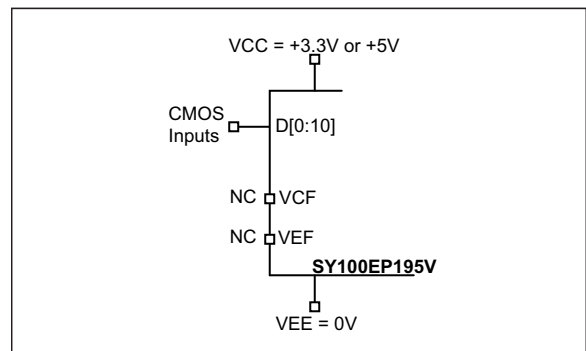 VCC = +3.3V or +5V
CMOS
Inputs
D[0:10]
NC VCF
NC VEF
SY100EP195V
VEE = 0V